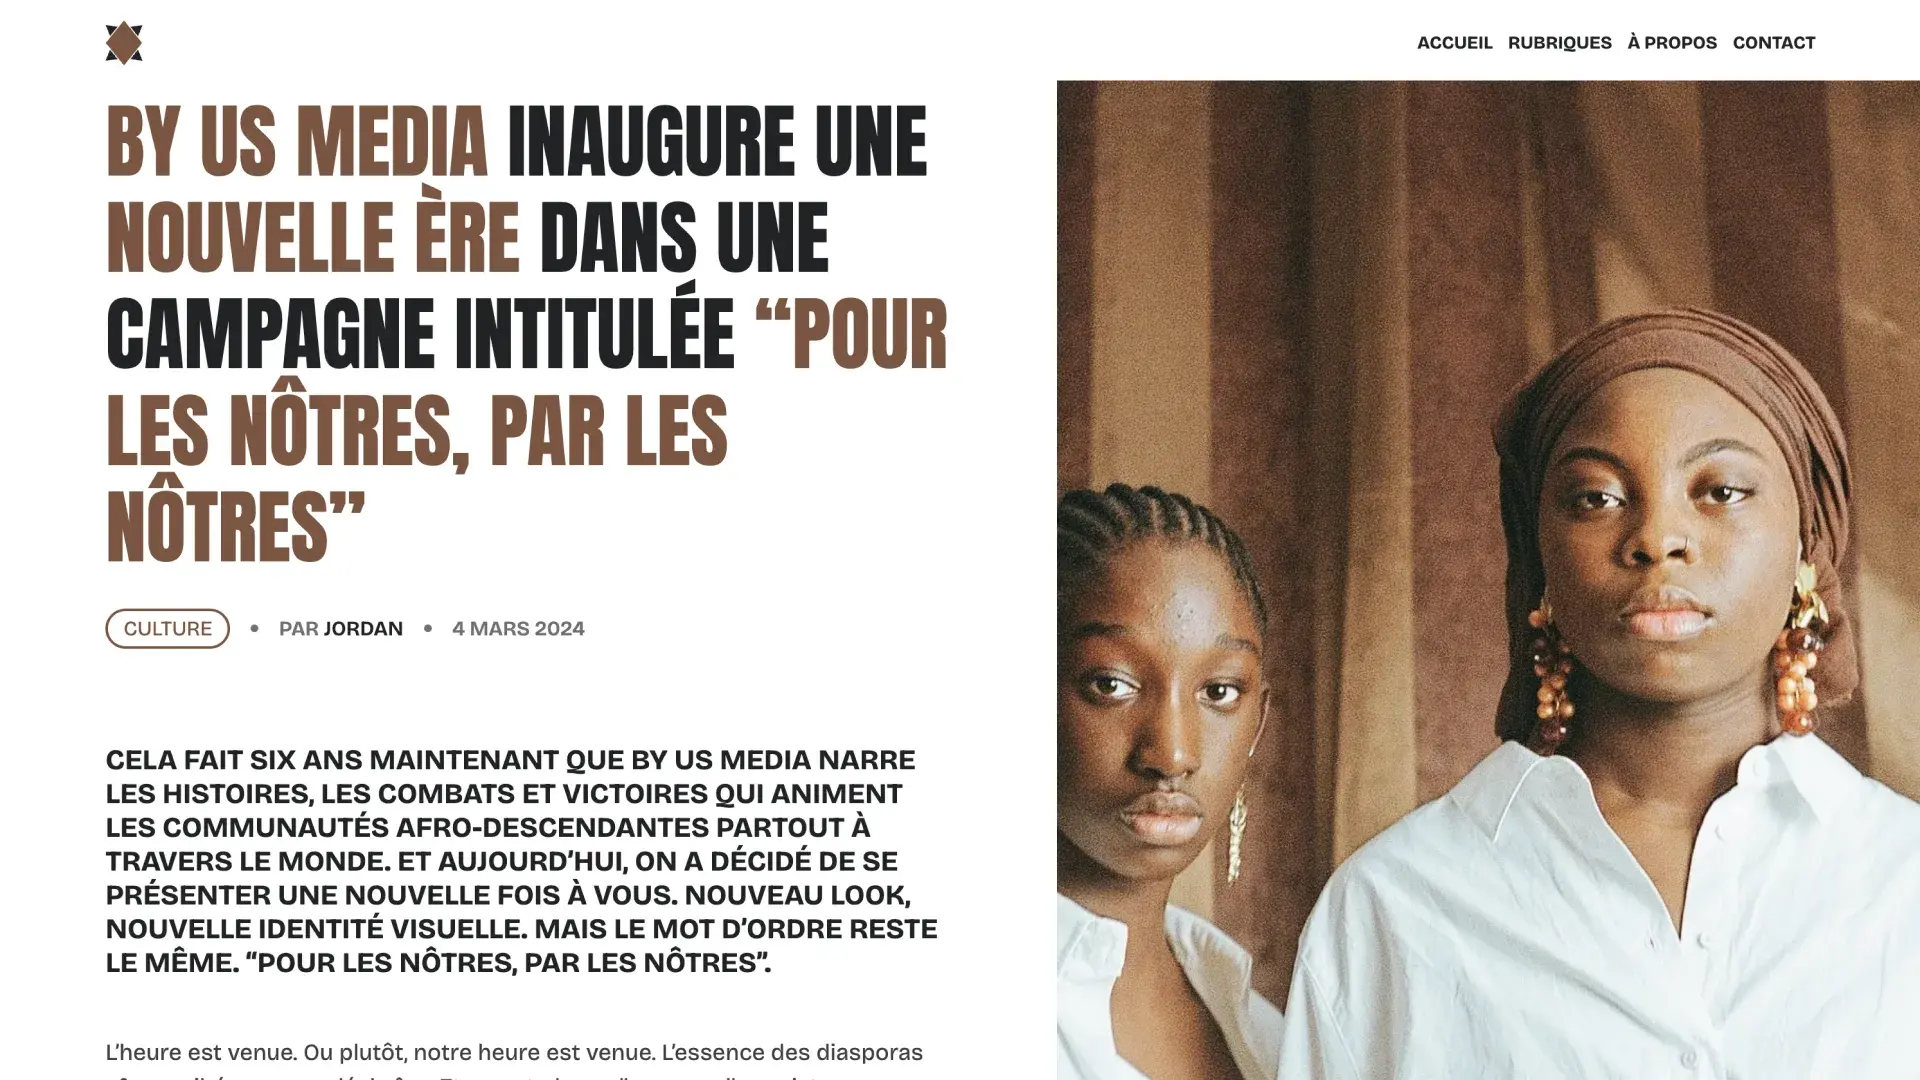 ACCUEIL RUBRIQUES À PROPOS CONTACT
BY US MEDIA INAUGURE UNE
NOUVELLE ÈRE DANS UNE
CAMPAGNE INTITULÉE “POUR
LES NÔTRES, PAR LES
NÔTRES”
CULTURE • PAR JORDAN • 4 MARS 2024
CELA FAIT SIX ANS MAINTENANT QUE BY US MEDIA NARRE
LES HISTOIRES, LES COMBATS ET VICTOIRES QUI ANIMENT
LES COMMUNAUTÉS AFRO-DESCENDANTES PARTOUT À
TRAVERS LE MONDE. ET AUJOURD’HUI, ON A DÉCIDÉ DE SE
PRÉSENTER UNE NOUVELLE FOIS À VOUS. NOUVEAU LOOK,
NOUVELLE IDENTITÉ VISUELLE. MAIS LE MOT D’ORDRE RESTE
LE MÊME. “POUR LES NÔTRES, PAR LES NÔTRES”.
L’heure est venue. Ou plutôt, notre heure est venue. L’essence des diasporas